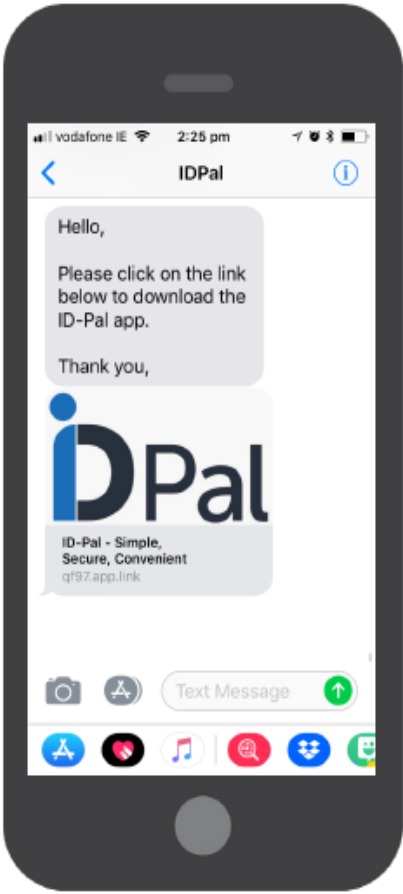 vodafone IE 2:25 pm
IDPal
Hello,
Please click on the link
below to download the
ID-Pal app.
Thank you,
iDPal
ID-Pal - Simple,
Secure, Convenient
qf97.app.link
Text Message